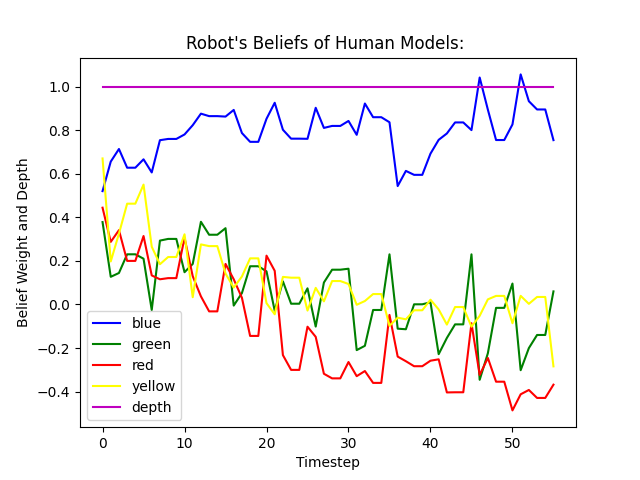 Robot's Beliefs of Human Models:
Belief Weight and Depth
1.0
0.8
0.6
0.4
0.2
0.0
−0.2
−0.4
blue
green
red
yellow
depth
0 10 20 30 40 50
Timestep